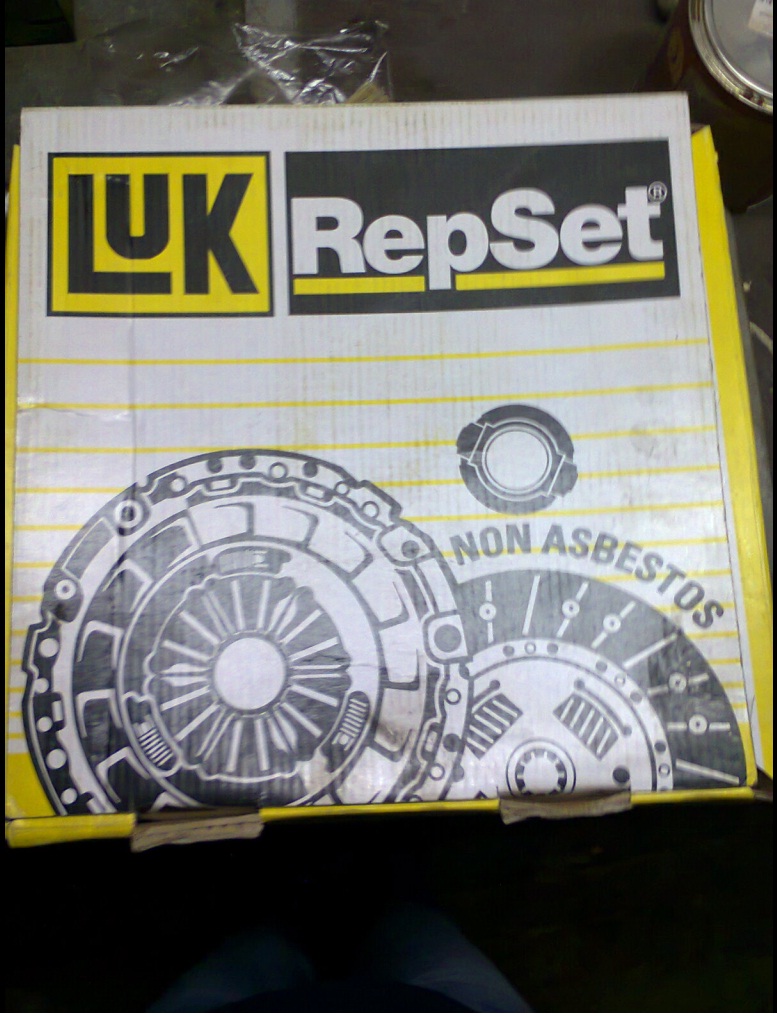 LUK
RepSet®
NON ASBESTOS